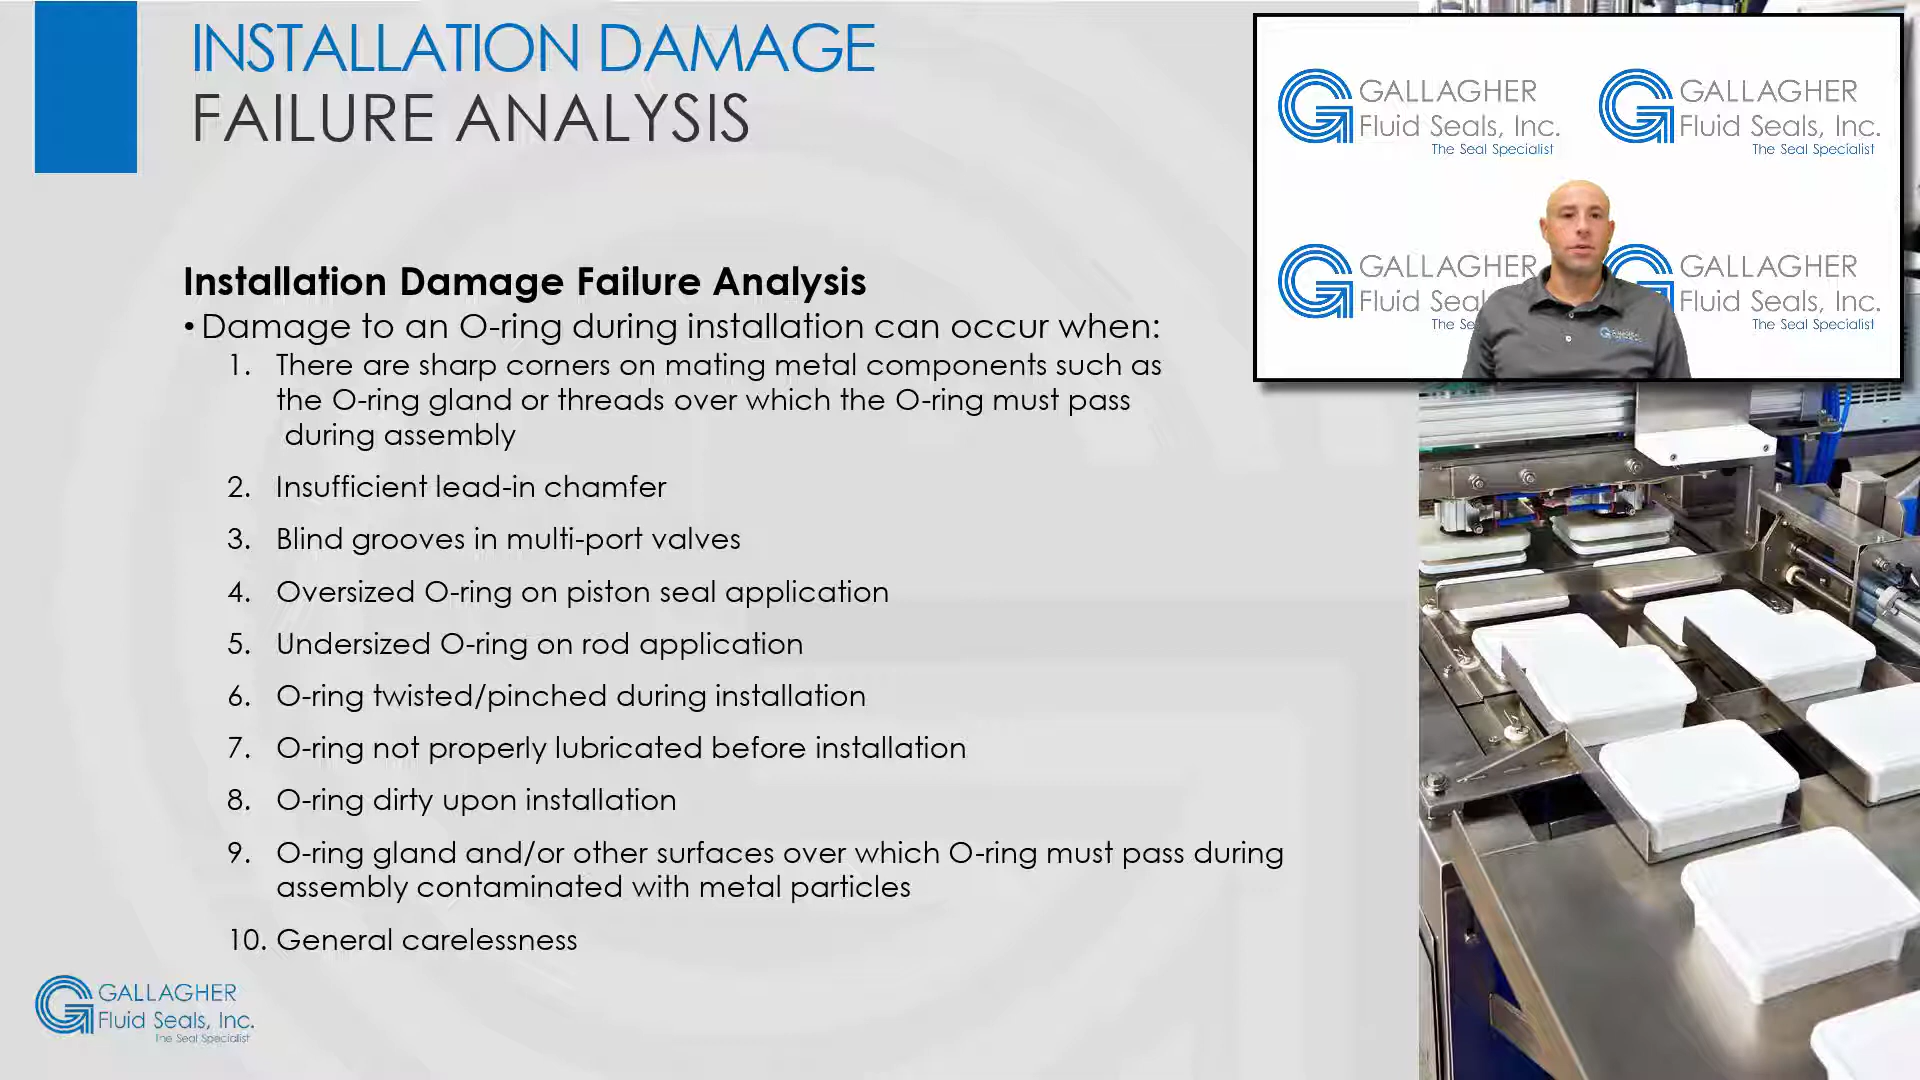 INSTALLATION DAMAGE
FAILURE ANALYSIS
Installation Damage Failure Analysis
• Damage to an O-ring during installation can occur when:
1. There are sharp corners on mating metal components such as
the O-ring gland or threads over which the O-ring must pass
during assembly
2. Insufficient lead-in chamfer
3. Blind grooves in multi-port valves
4. Oversized O-ring on piston seal application
5. Undersized O-ring on rod application
6. O-ring twisted/pinched during installation
7. O-ring not properly lubricated before installation
8. O-ring dirty upon installation
9. O-ring gland and/or other surfaces over which O-ring must pass during
assembly contaminated with metal particles
10. General carelessness
GALLAGHER
Fluid Seals, Inc.
The Seal Specialist
GALLAGHER
Fluid Seals, Inc.
The Seal Specialist
GALLAGHER
Fluid Seals, Inc.
The Seal Specialist
GALLAGHER
Fluid Seal
The Se
GALLAGHER
Fluid Seals, Inc.
The Seal Specialist